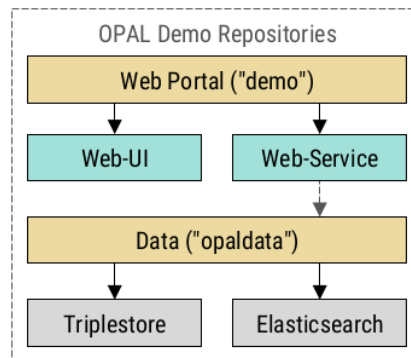 OPAL Demo Repositories
Web Portal ("demo")
Web-UI
Web-Service
Data ("opaldata")
Triplestore
Elasticsearch